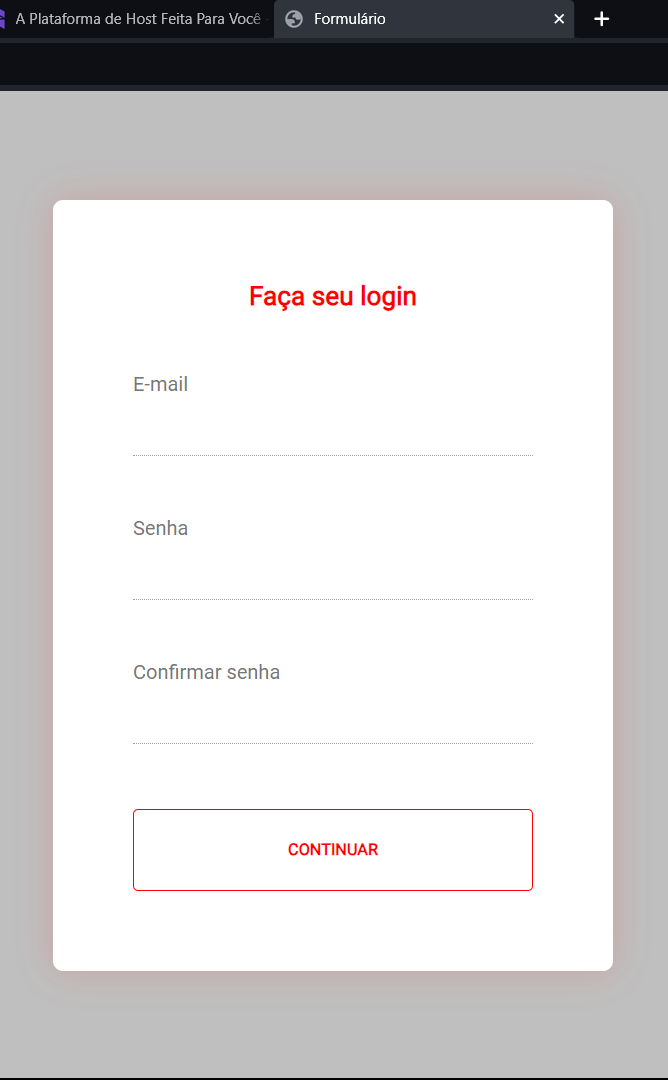 A Plataforma de Host Feita Para Você
Formulário
Faça seu login
E-mail
Senha
Confirmar senha
CONTINUAR